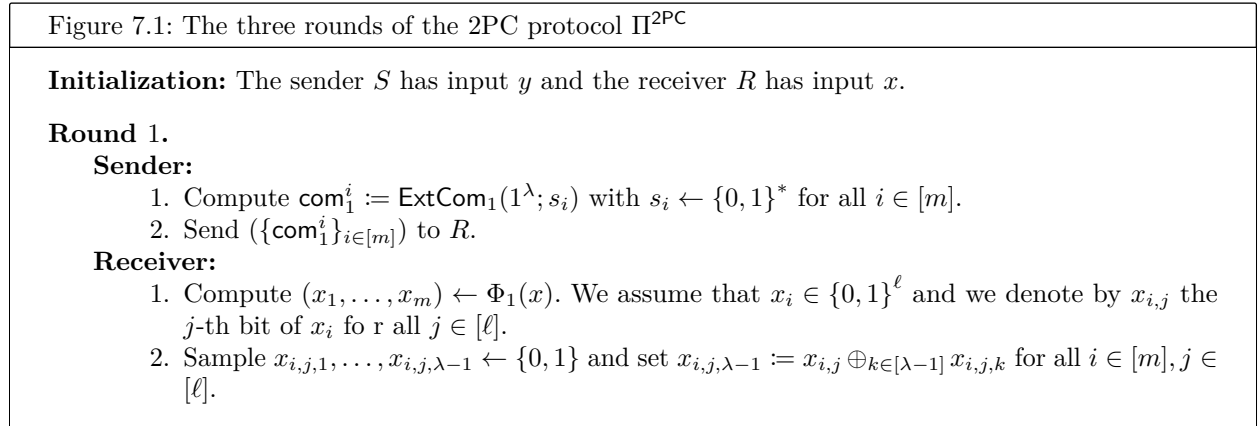 Figure 7.1: The three rounds of the 2PC protocol Π^2PC
Initialization: The sender S has input y and the receiver R has input x.
Round 1.
Sender:
1. Compute com_1^i := ExtCom_1(1^λ; s_i) with s_i ← {0, 1}^* for all i ∈ [m].
2. Send ({com_1^i}_{i∈[m]}) to R.
Receiver:
1. Compute (x_1, . . . , x_m) ← Φ_1(x). We assume that x_i ∈ {0, 1}^ℓ and we denote by x_{i,j} the
j-th bit of x_i fo r all j ∈ [ℓ].
2. Sample x_{i,j,1}, . . . , x_{i,j,λ−1} ← {0, 1} and set x_{i,j,λ−1} := x_{i,j} ⊕_{k∈[λ−1]} x_{i,j,k} for all i ∈ [m], j ∈
[ℓ].